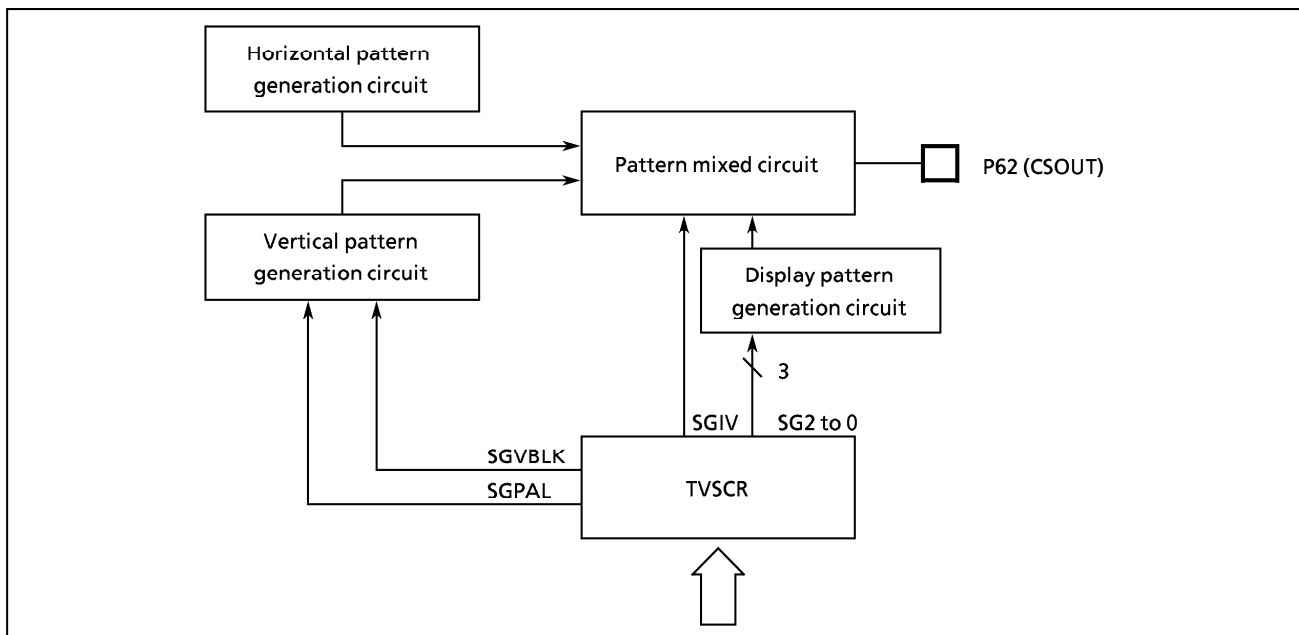 Horizontal pattern
generation circuit
Pattern mixed circuit
P62 (CSOUT)
Vertical pattern
generation circuit
Display pattern
generation circuit
3
SGIV
SG2 to 0
SGVBLK
SGPAL
TVSCR